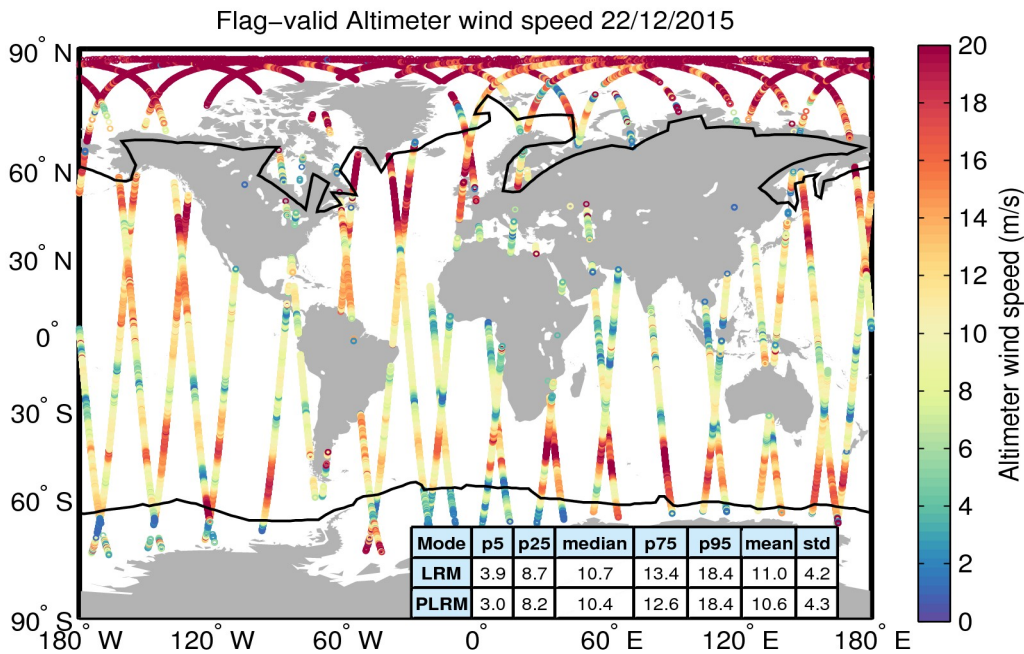 Flag−valid Altimeter wind speed 22/12/2015
90° N
60° N
30° N
0°
30° S
60° S
90° S
180° W
120° W
60° W
0°
60° E
120° E
180° E
Mode p5 p25 median p75 p95 mean std
LRM 3.9 8.7 10.7 13.4 18.4 11.0 4.2
PLRM 3.0 8.2 10.4 12.6 18.4 10.6 4.3
20
18
16
14
12
10
8
6
4
2
0
Altimeter wind speed (m/s)